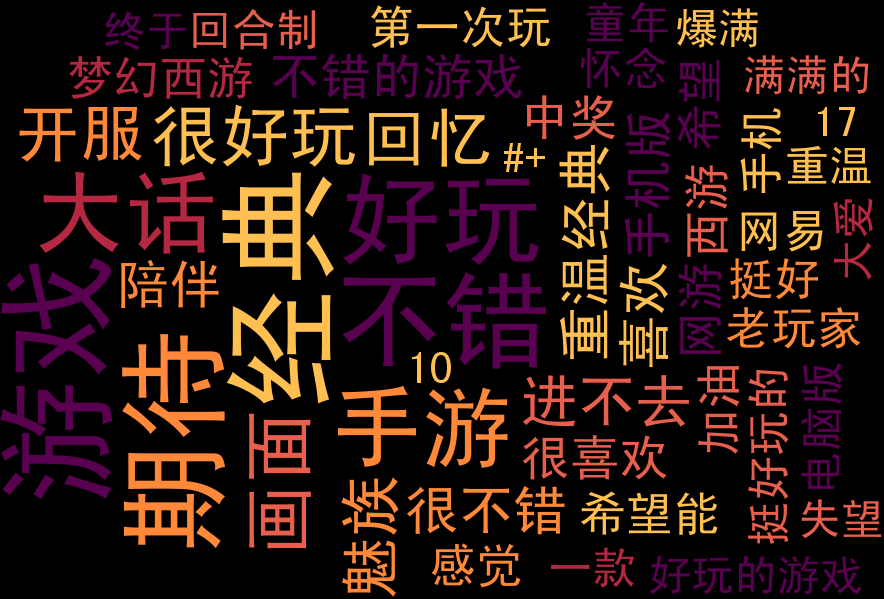 终于
回合制
第一次玩
童年
爆满
梦幻西游
不错的游戏
怀念
希望
满满的
开服
很好玩
回忆
中奖
#+
手机版
手机
17
重温
大话
经典
好玩
重温经典
西游
网易
大爱
游戏
陪伴
不错
喜欢
网游
挺好
老玩家
期待
10
画面
手游
进不去
加油
挺好玩的
电脑版
很喜欢
魅族
很不错
希望能
失望
感觉
一款
好玩的游戏